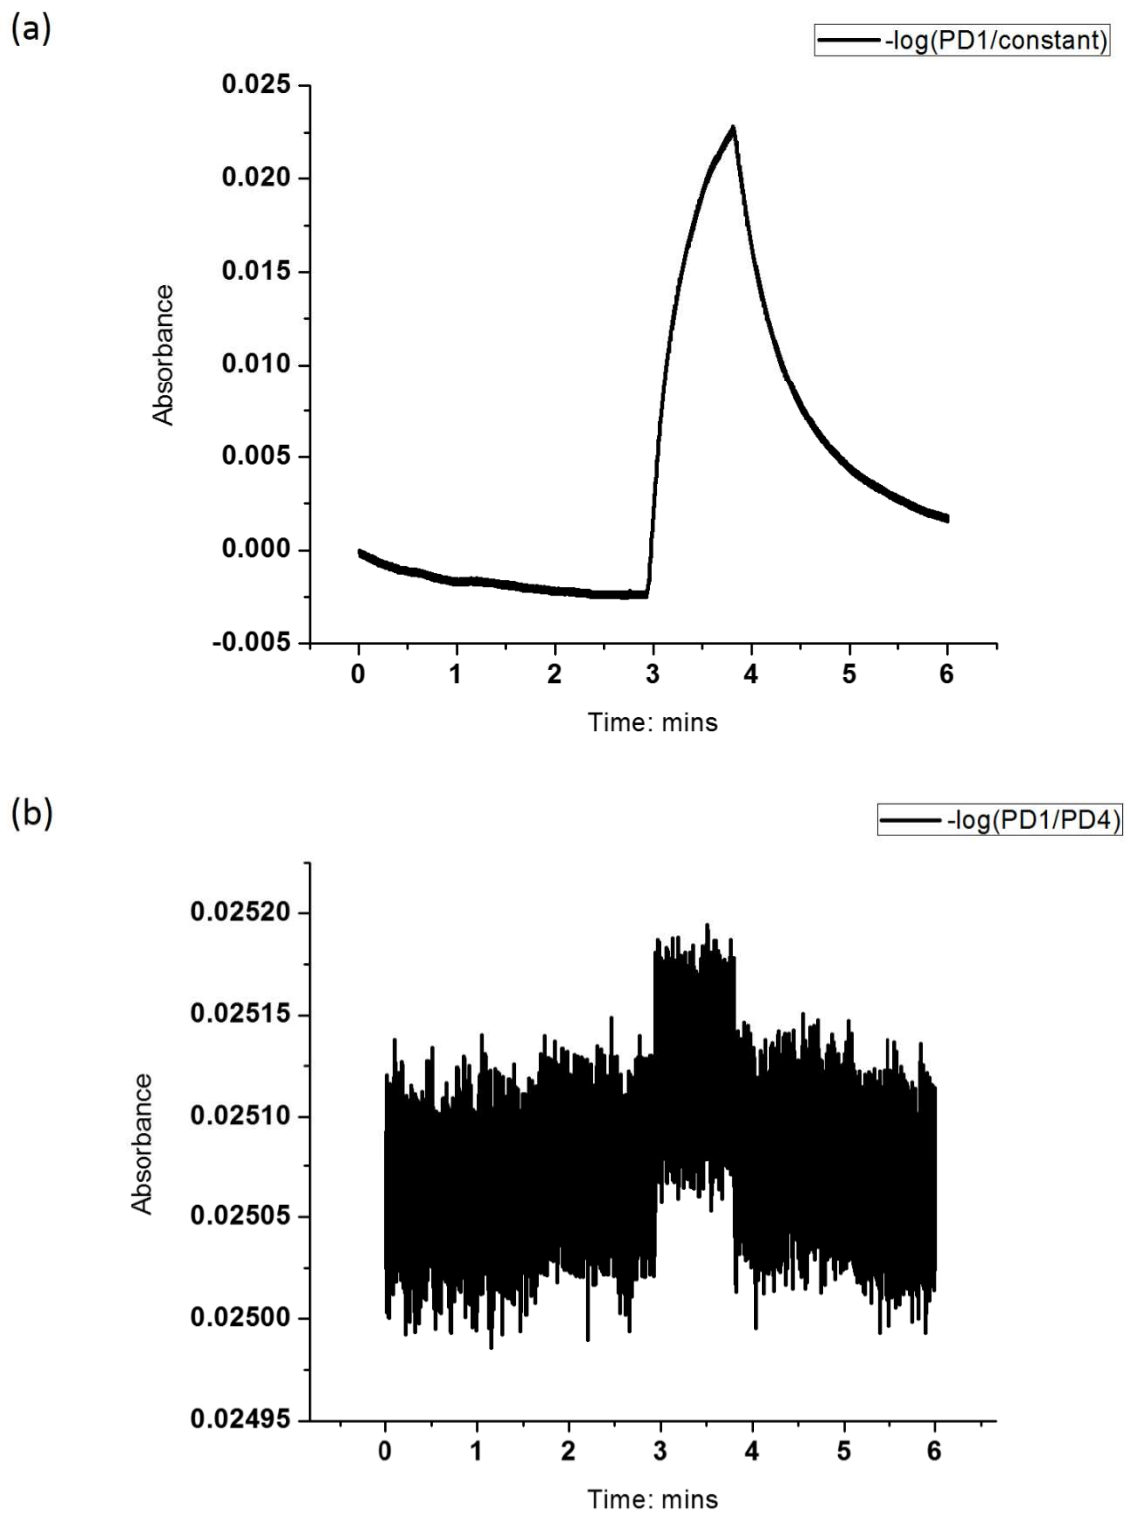 (a)
-log(PD1/constant)
0.025
0.020
0.015
0.010
0.005
0.000
-0.005
Absorbance
0 1 2 3 4 5 6
Time: mins
(b)
-log(PD1/PD4)
0.02520
0.02515
0.02510
0.02505
0.02500
0.02495
Absorbance
0 1 2 3 4 5 6
Time: mins